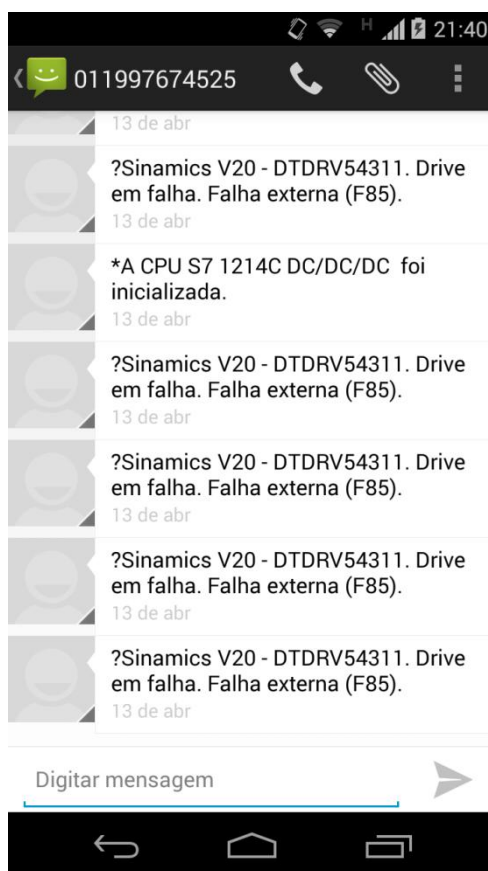 H 21:40
011997674525
13 de abr
?Sinamics V20 - DTDRV54311. Drive
em falha. Falha externa (F85).
13 de abr
*A CPU S7 1214C DC/DC/DC  foi
inicializada.
13 de abr
?Sinamics V20 - DTDRV54311. Drive
em falha. Falha externa (F85).
13 de abr
?Sinamics V20 - DTDRV54311. Drive
em falha. Falha externa (F85).
13 de abr
?Sinamics V20 - DTDRV54311. Drive
em falha. Falha externa (F85).
13 de abr
?Sinamics V20 - DTDRV54311. Drive
em falha. Falha externa (F85).
13 de abr
Digitar mensagem